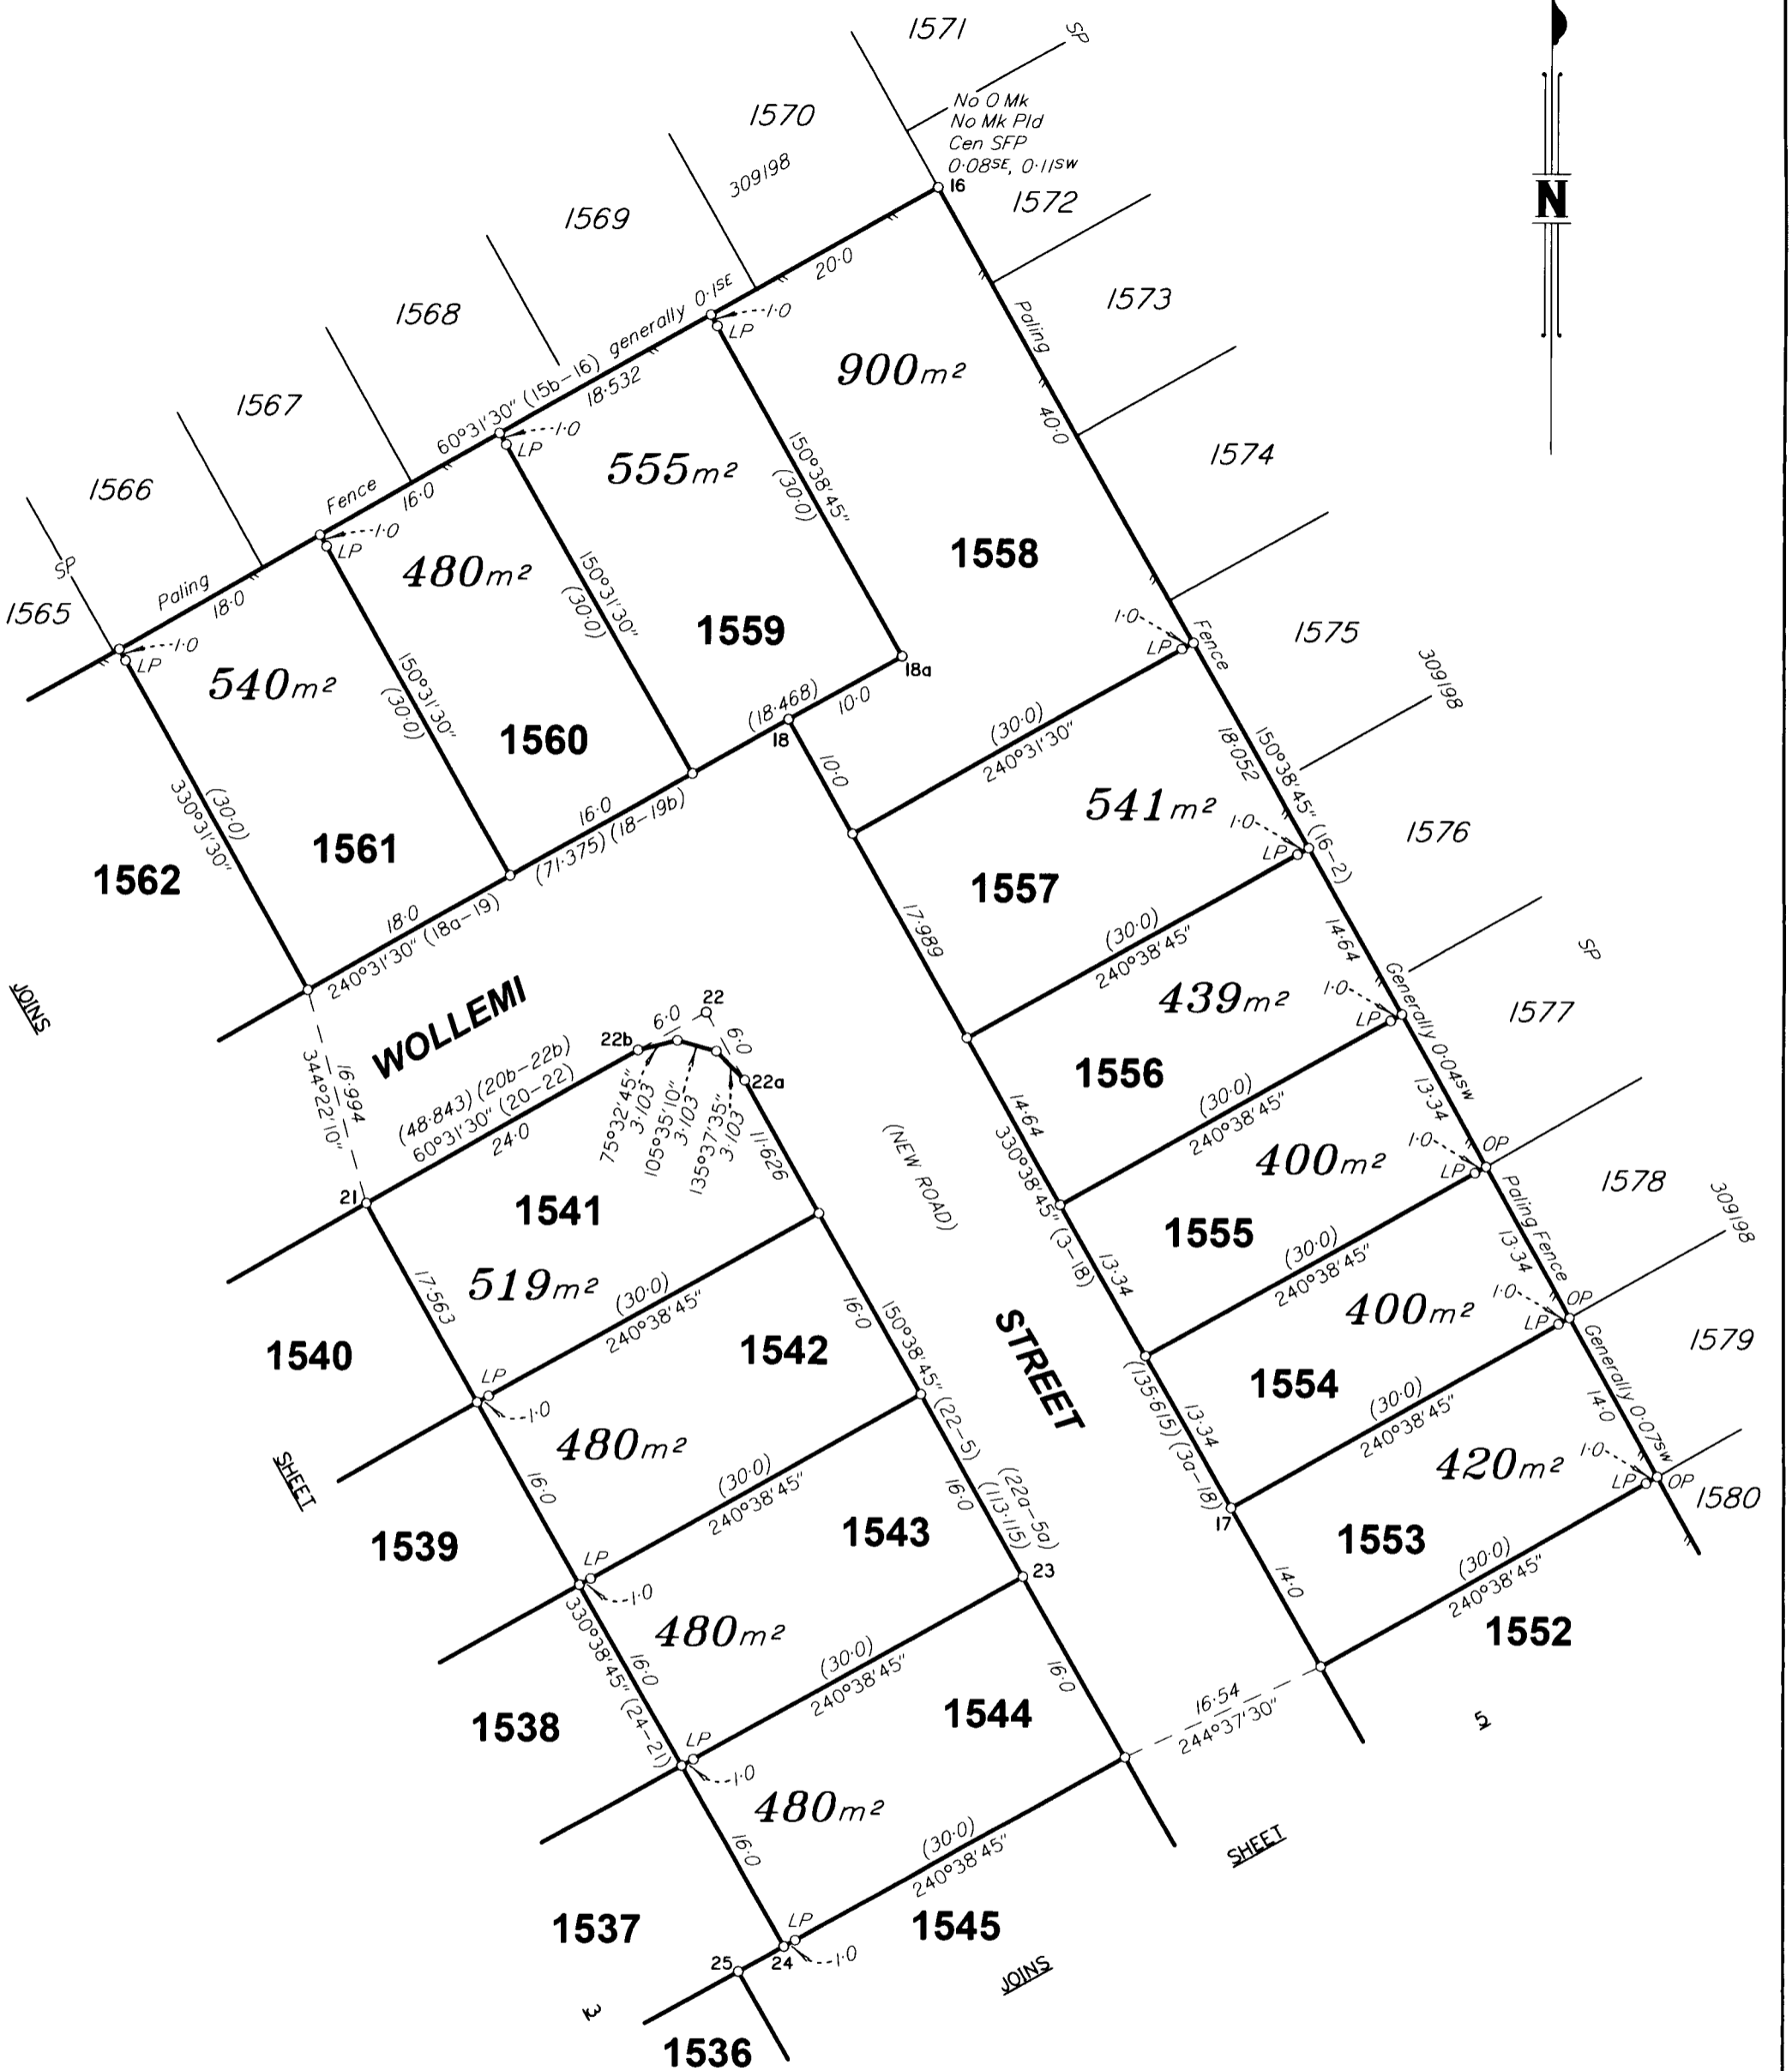 1571
SP
No O Mk
No Mk Pld
Cen SFP
0·08SE, 0·11SW
16
N
1570
309198
1572
1569
20·0
1573
1568
60°31'30" (15b–16) generally 0·1SE
1·0
LP
Paling
18·532
900m²
40·0
1567
1·0
LP
555m²
150°38'45"
(30·0)
1574
1566
Fence
16·0
1·0
LP
480m²
150°31'30"
(30·0)
1558
SP
1565
Paling
18·0
1·0
LP
540m²
150°31'30"
(30·0)
1559
18a
1·0
LP
Fence
1575
309198
1560
(18·468)
10·0
18
10·0
(30·0)
240°31'30"
18·052
150°38'45" (16–2)
1562
330°31'30"
(30·0)
1561
16·0
(71·375) (18–19b)
541m²
1·0
LP
1576
18·0
240°31'30" (18a–19)
1557
17·989
(30·0)
240°38'45"
14·64
SP
JOINS
WOLLEMI
439m²
1·0
LP
Generally 0·04SW
1577
22
6·0
6·0
22b
22a
344°22'10"
16·994
(48·843) (20b–22b)
60°31'30" (20–22)
24·0
75°32'45"
3·103
105°35'10"
3·103
135°37'35"
3·103
11·626
1556
14·64
330°38'45" (3–18)
(30·0)
240°38'45"
13·34
1·0
LP
OP
(NEW ROAD)
400m²
1578
309198
21
1541
1555
13·34
(30·0)
240°38'45"
Paling Fence
13·34
17·563
519m²
(30·0)
240°38'45"
16·0
150°38'45" (22–5)
STREET
400m²
1·0
LP
OP
1579
1540
1542
1554
(135·615) (3a–18)
13·34
(30·0)
240°38'45"
Generally 0·07SW
14·0
LP
1·0
480m²
420m²
1·0
LP
OP
1580
SHEET
16·0
(30·0)
240°38'45"
16·0
(22a–5a)
(113·115)
17
1539
1543
1553
14·0
(30·0)
240°38'45"
LP
1·0
23
330°38'45" (24–21)
16·0
480m²
(30·0)
240°38'45"
16·0
1552
1538
1544
16·54
244°37'30"
5
LP
1·0
480m²
16·0
(30·0)
240°38'45"
SHEET
1537
LP
1·0
1545
25
24
JOINS
3
1536